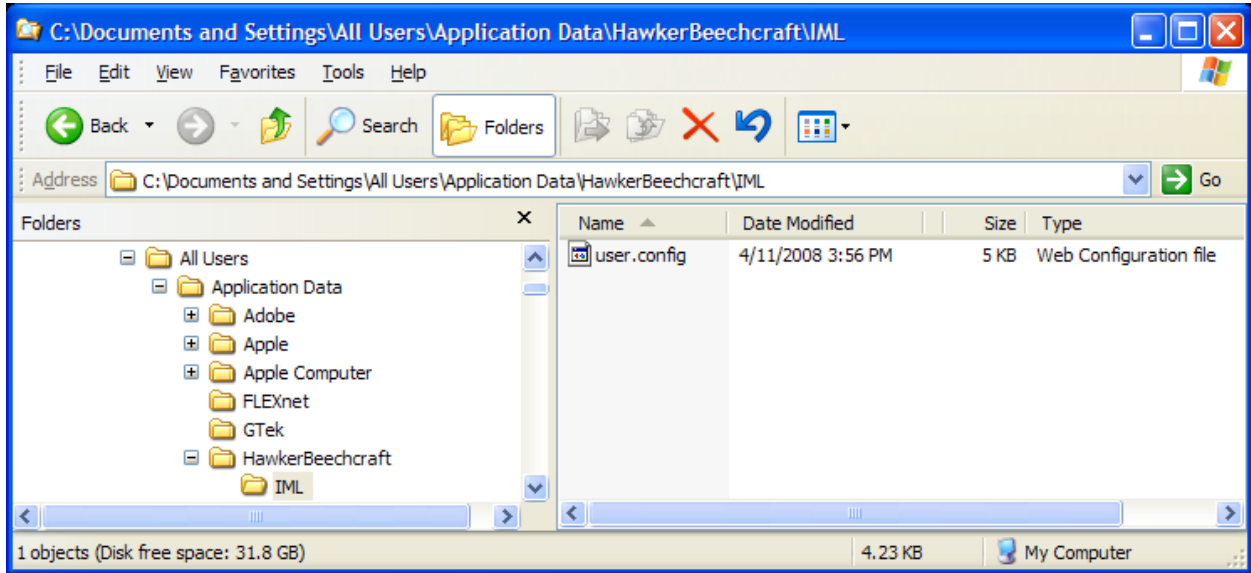 C:\Documents and Settings\All Users\Application Data\HawkerBeechcraft\IML
File Edit View Favorites Tools Help
Back Search Folders
Address C:\Documents and Settings\All Users\Application Data\HawkerBeechcraft\IML Go
Folders x Name Date Modified Size Type
All Users user.config 4/11/2008 3:56 PM 5 KB Web Configuration file
Application Data
Adobe
Apple
Apple Computer
FLEXnet
GTek
HawkerBeechcraft
IML
1 objects (Disk free space: 31.8 GB) 4.23 KB My Computer